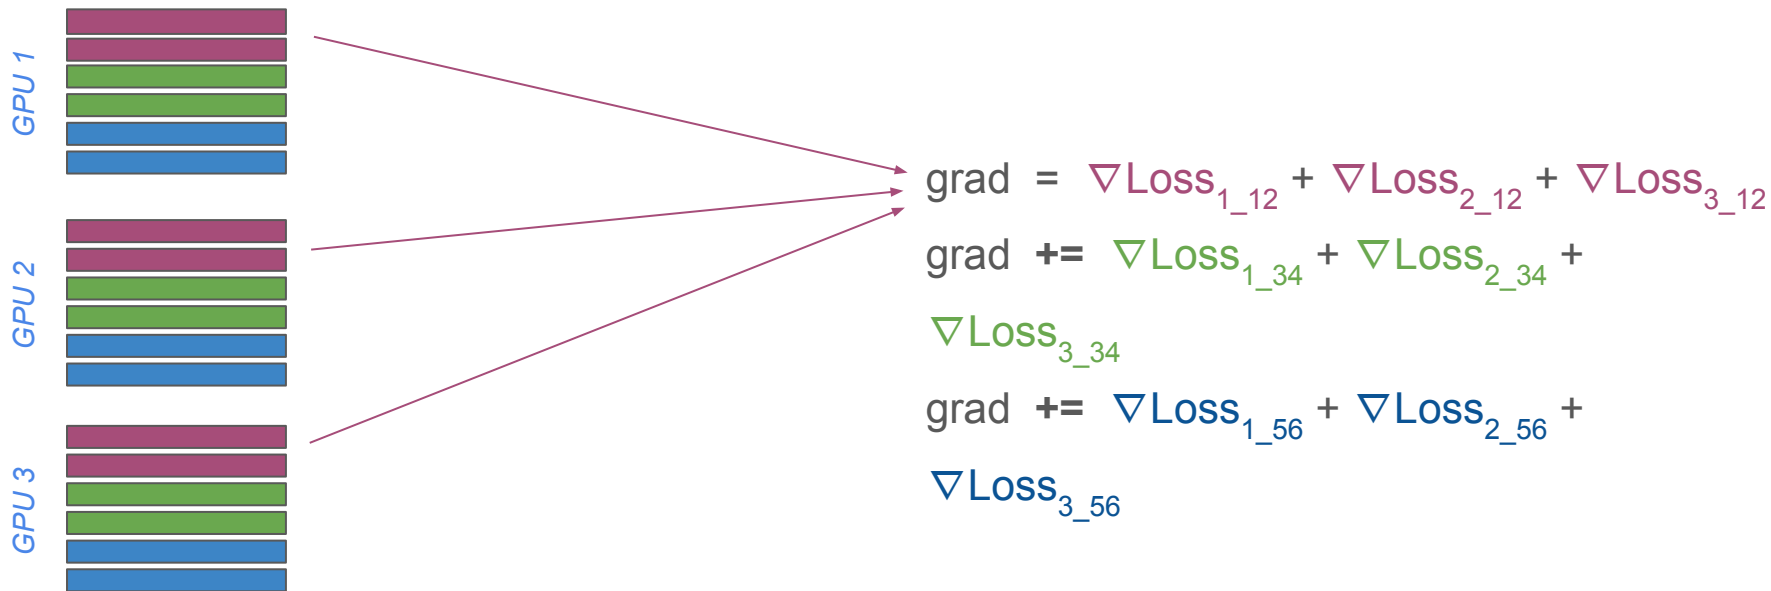 GPU 1
GPU 2
GPU 3
grad = ▽Loss1_12 + ▽Loss2_12 + ▽Loss3_12
grad += ▽Loss1_34 + ▽Loss2_34 +
▽Loss3_34
grad += ▽Loss1_56 + ▽Loss2_56 +
▽Loss3_56